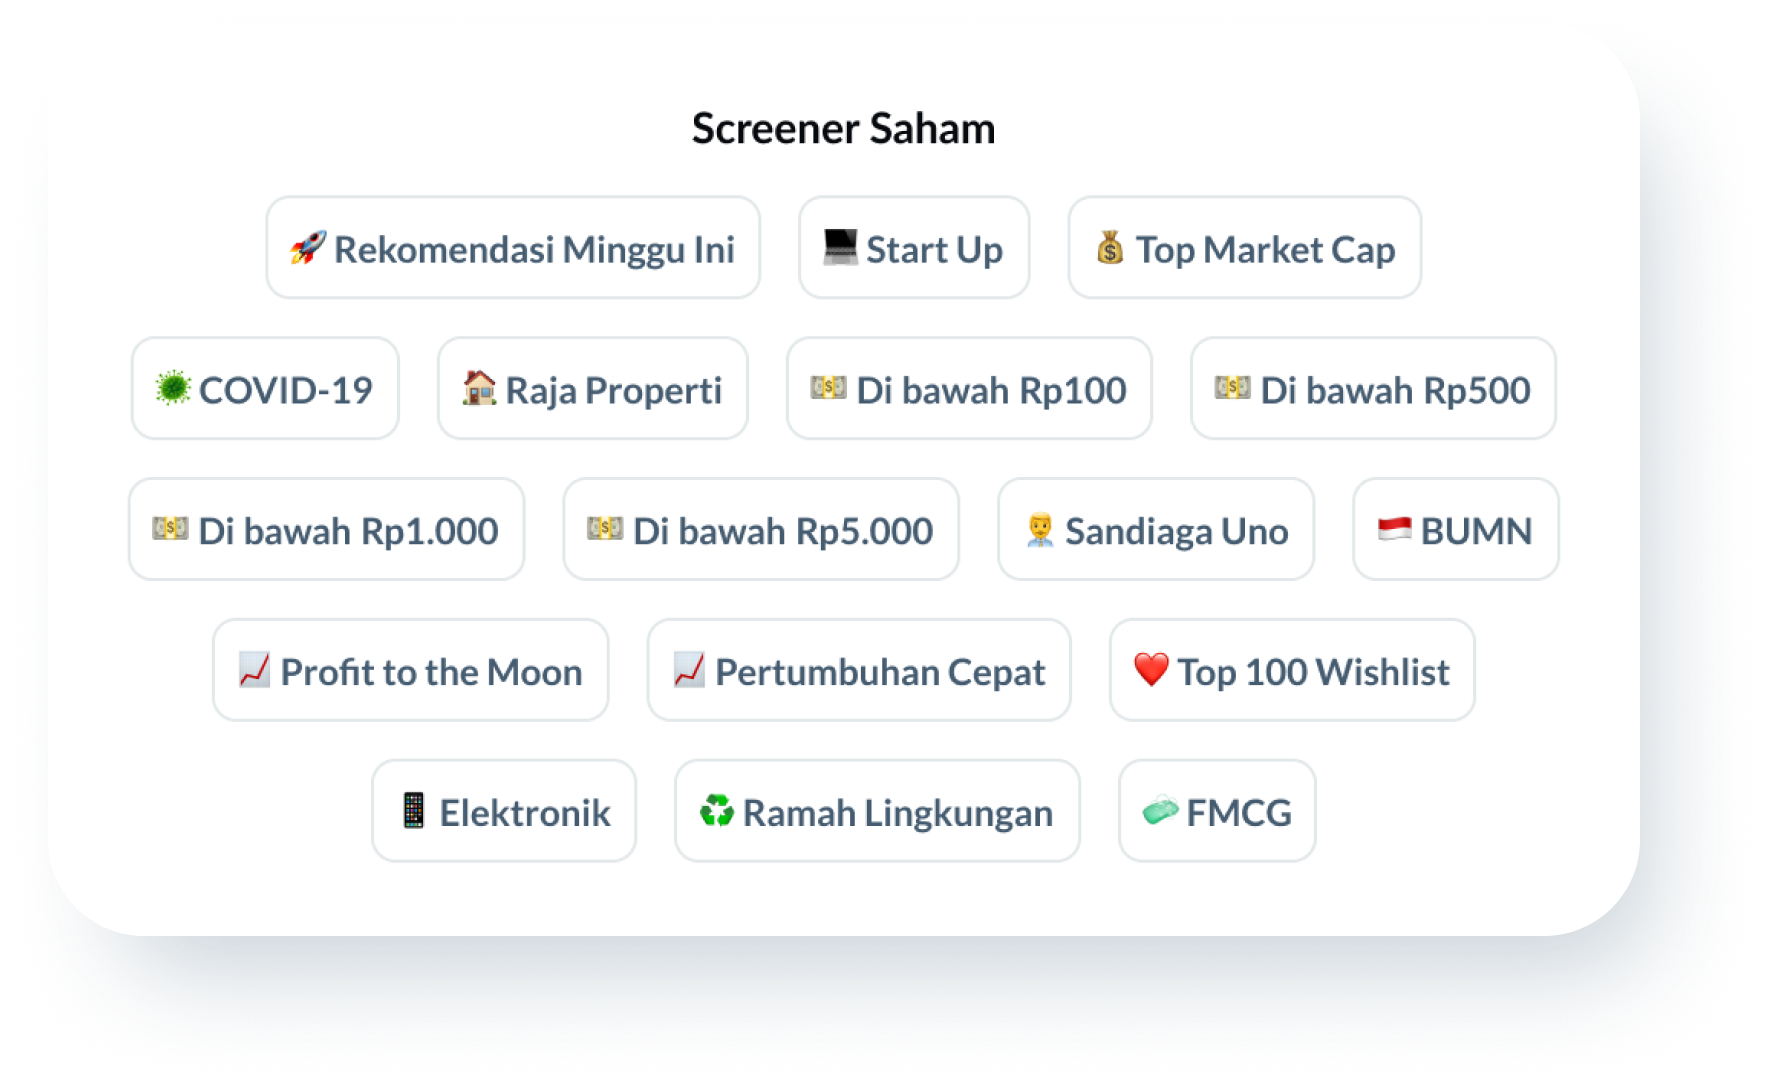 Screener Saham
🚀 Rekomendasi Minggu Ini
💻 Start Up
💰 Top Market Cap
🦠 COVID-19
🏠 Raja Properti
💵 Di bawah Rp100
💵 Di bawah Rp500
💵 Di bawah Rp1.000
💵 Di bawah Rp5.000
👨‍💼 Sandiaga Uno
🇮🇩 BUMN
📈 Profit to the Moon
📈 Pertumbuhan Cepat
❤️ Top 100 Wishlist
📱 Elektronik
♻️ Ramah Lingkungan
🧼 FMCG